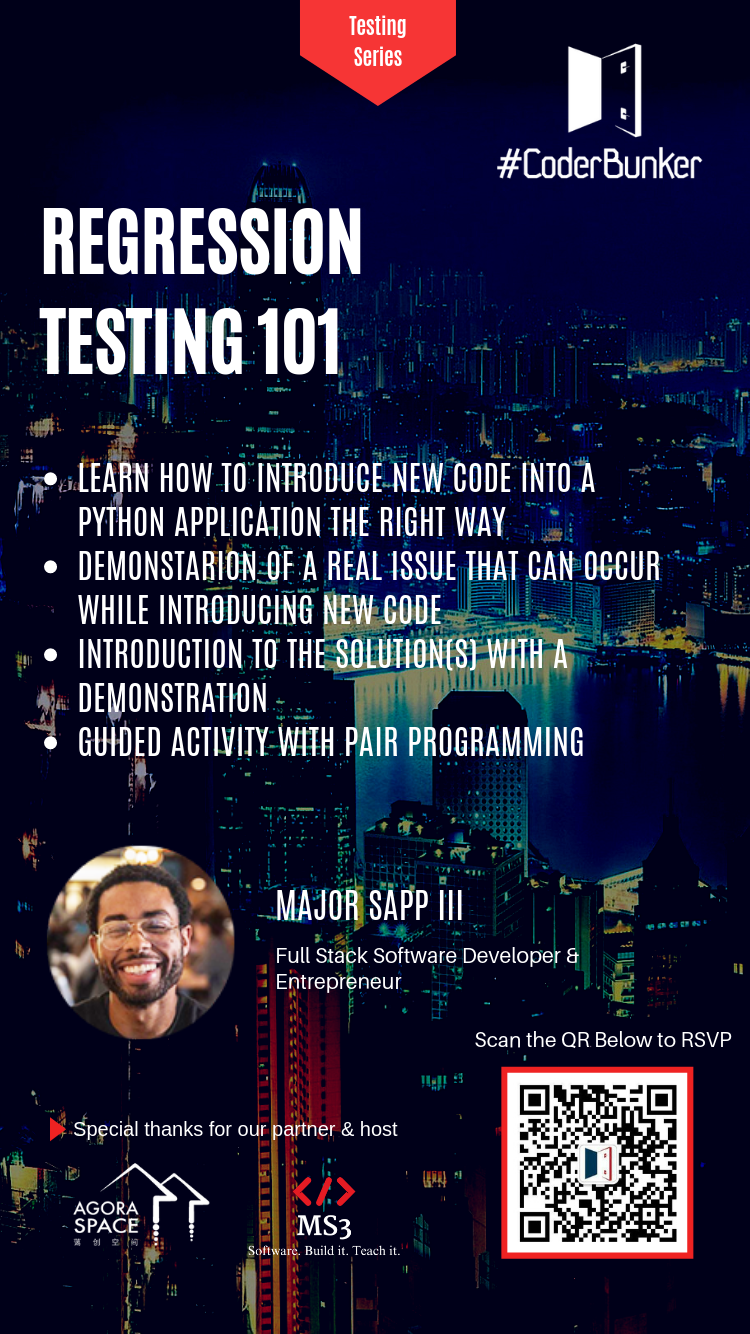 Testing
Series
#CoderBunker
REGRESSION
TESTING 101
LEARN HOW TO INTRODUCE NEW CODE INTO A
PYTHON APPLICATION THE RIGHT WAY
DEMONSTARION OF A REAL ISSUE THAT CAN OCCUR
WHILE INTRODUCING NEW CODE
INTRODUCTION TO THE SOLUTION(S) WITH A
DEMONSTRATION
GUIDED ACTIVITY WITH PAIR PROGRAMMING
MAJOR SAPP III
Full Stack Software Developer &
Entrepreneur
Scan the QR Below to RSVP
Special thanks for our partner & host
AGORA
SPACE
创 空 间
</>
MS3
Software. Build it. Teach it.